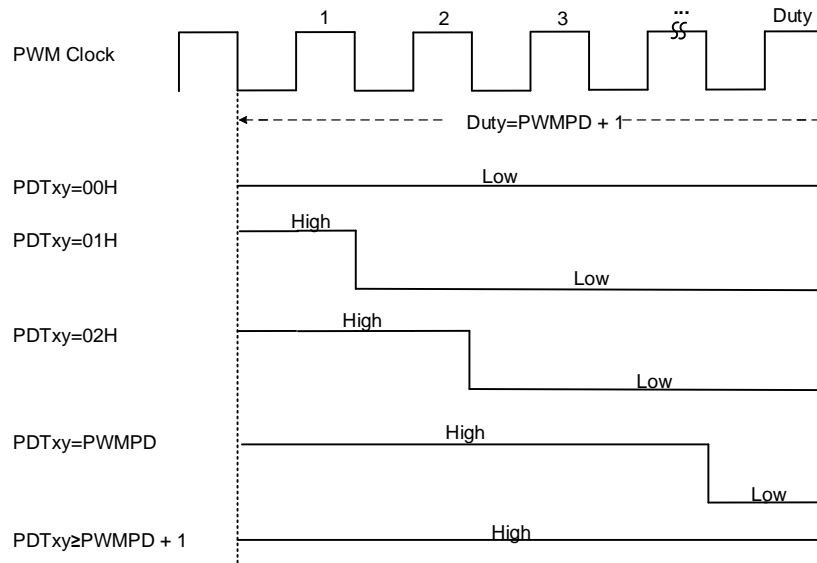 1 2 3 ... Duty
PWM Clock
Duty=PWMPD + 1
PDTxy=00H Low
High
PDTxy=01H
Low
High
PDTxy=02H
Low
PDTxy=PWMPD High
Low
PDTxy≥PWMPD + 1 High